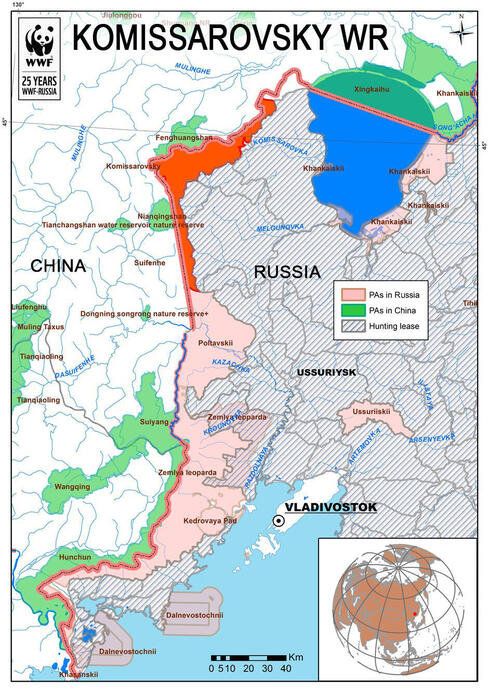 130°
Jiulongou
KOMISSAROVSKY WR
N
WWF
25 YEARS
WWF-RUSSIA
MULINGHE
Xingkaihu
Khankaiskii
SONG'ACHA
45°
45°
MULINGHE
Fenghuangshan
KOMISSAROVKA
Komissarovsky
Khankaiskii
Khankaiskii
Khankaiskii
Nianqingshan
Khankaiskii
Tianchangshan water reservoir nature reserve
MELGUNOVKA
CHINA
Suifenhe
RUSSIA
PAs in Russia
PAs in China
Hunting lease
Liufenghu
Dongning songrong nature reserve+
Tihi
Muling Taxus
Poltavskii
Tianqiaoling
KAZACHKA
DASUIFENHE
USSURIYSK
Tianqiaoling
Suiyang
Zemlya leoparda
KROUNOVKA
Ussuriiskii
ARTEMOVKA
ARSENYEVKA
RAZDOLNAYA
Zemlya leoparda
Wangqing
VLADIVOSTOK
Kedrovaya Pad
Hunchun
Dalnevostochnii
Dalnevostochnii
Khasanskii
0 5 10 20 30 40
Km